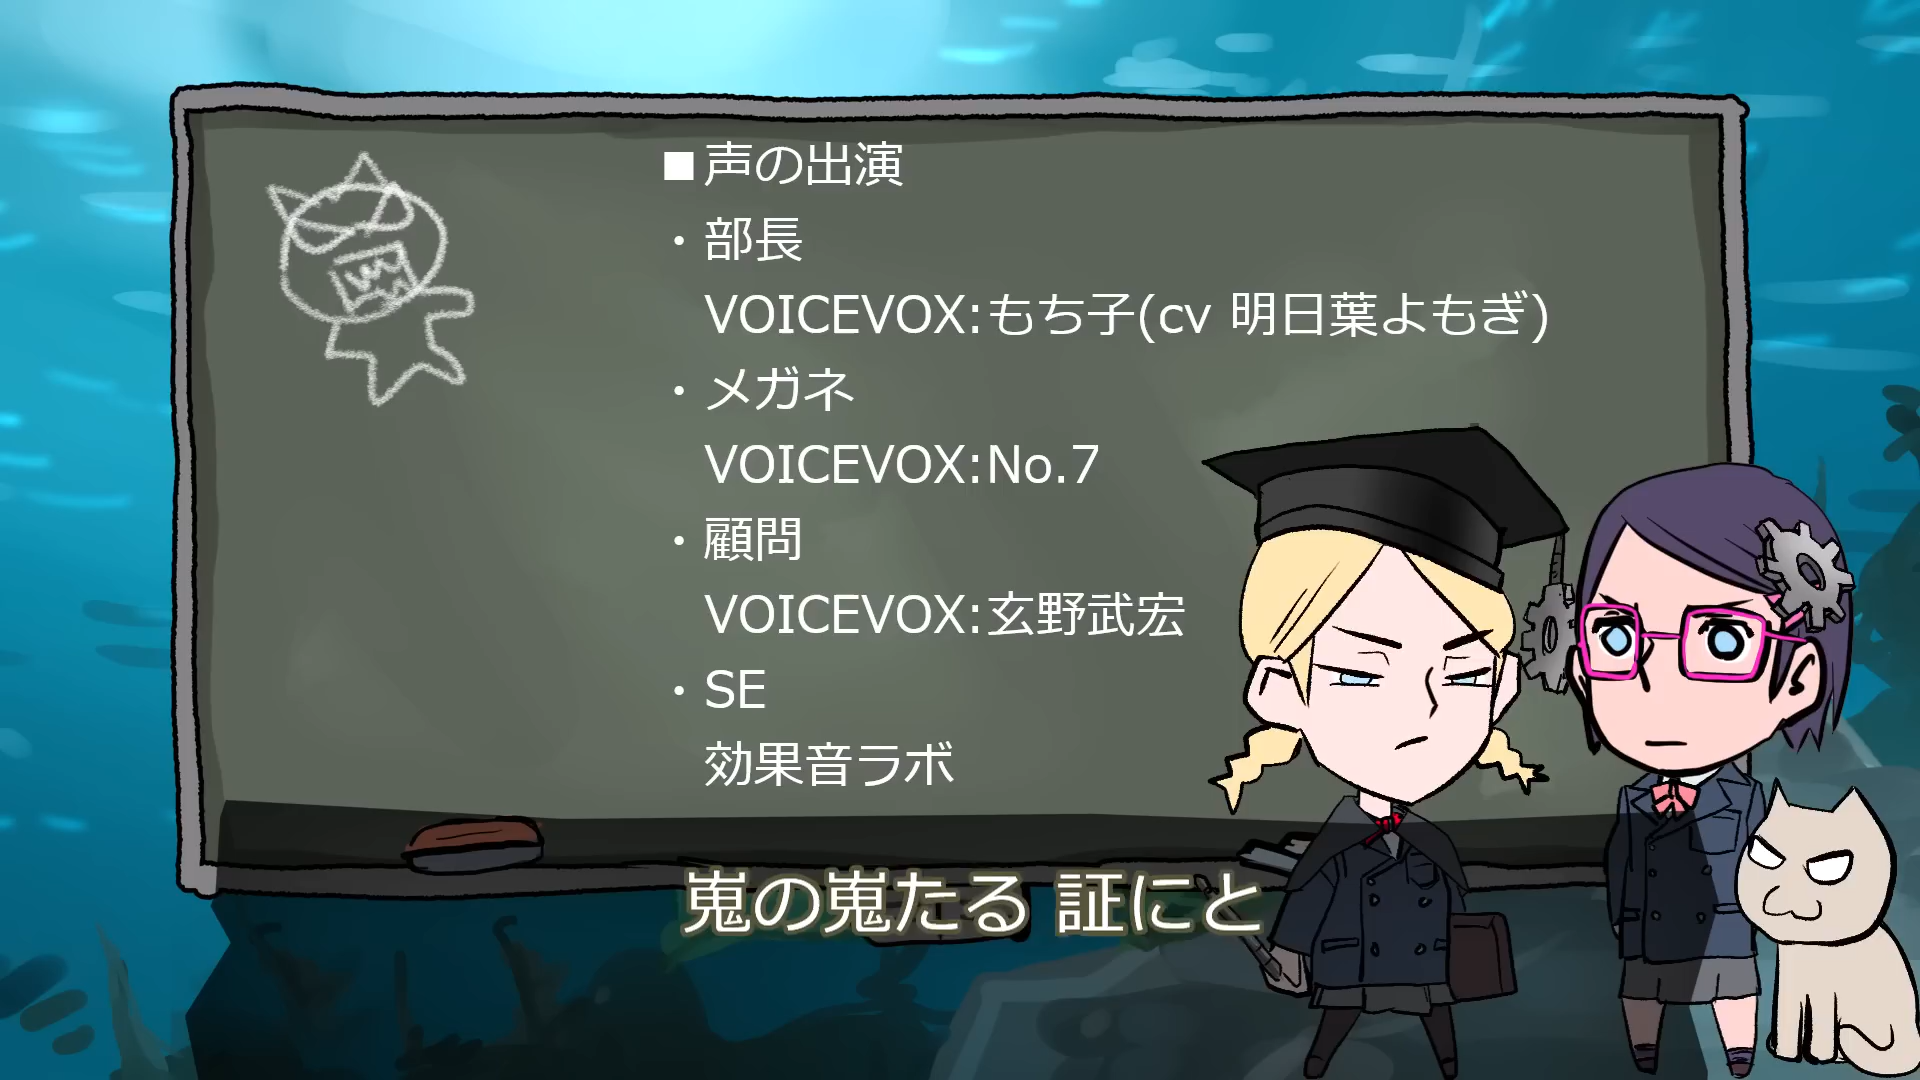 ■声の出演
・部長
VOICEVOX:もち子(cv 明日葉よもぎ)
・メガネ
VOICEVOX:No.7
・顧問
VOICEVOX:玄野武宏
・SE
効果音ラボ
嵬の嵬たる 証にと